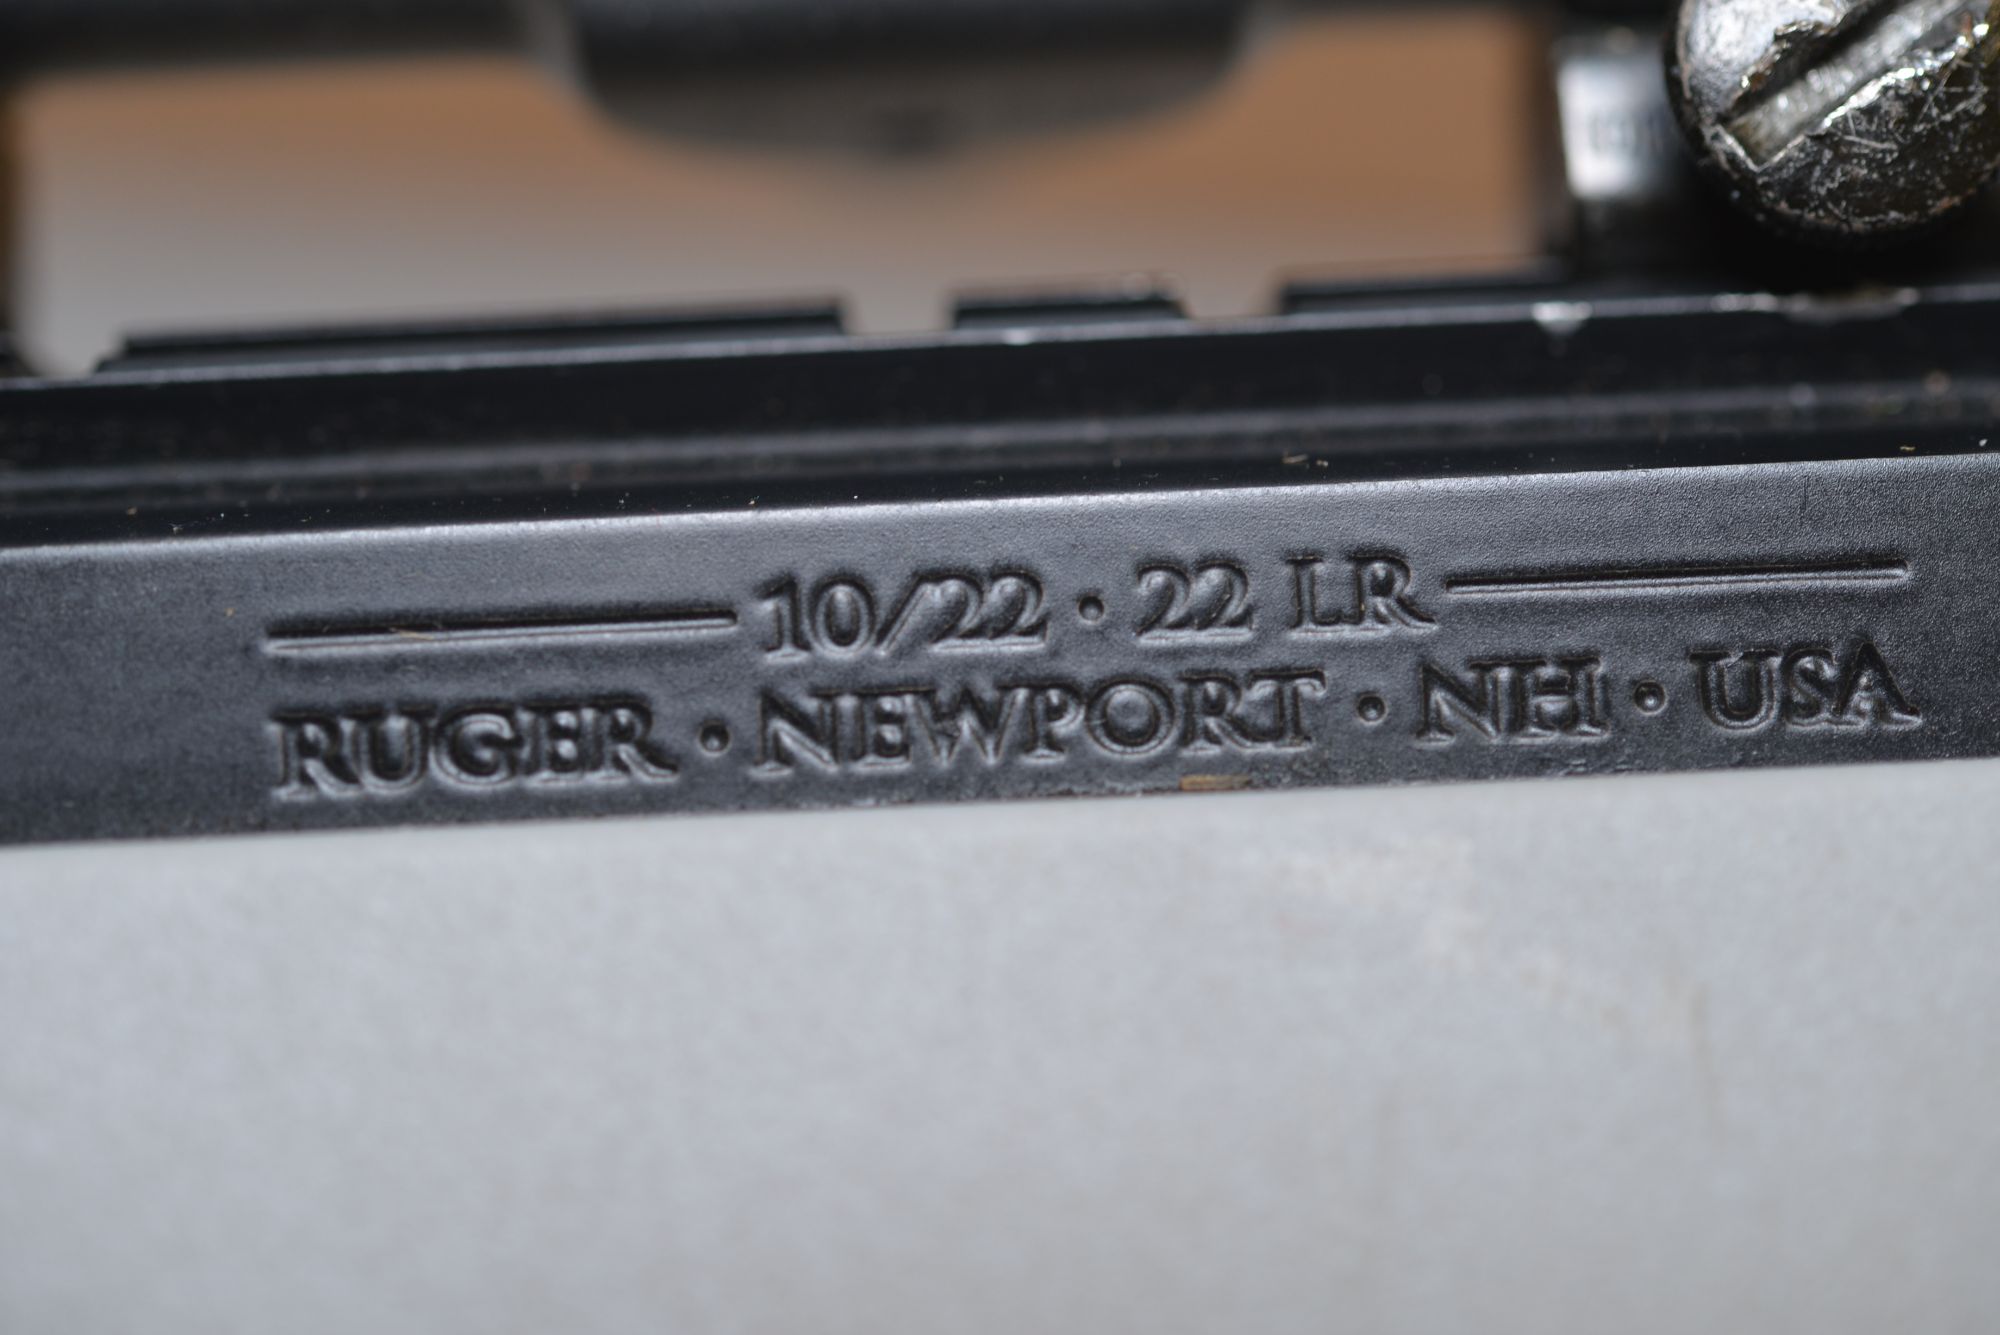 10/22 · 22 LR
RUGER · NEWPORT · NH · USA